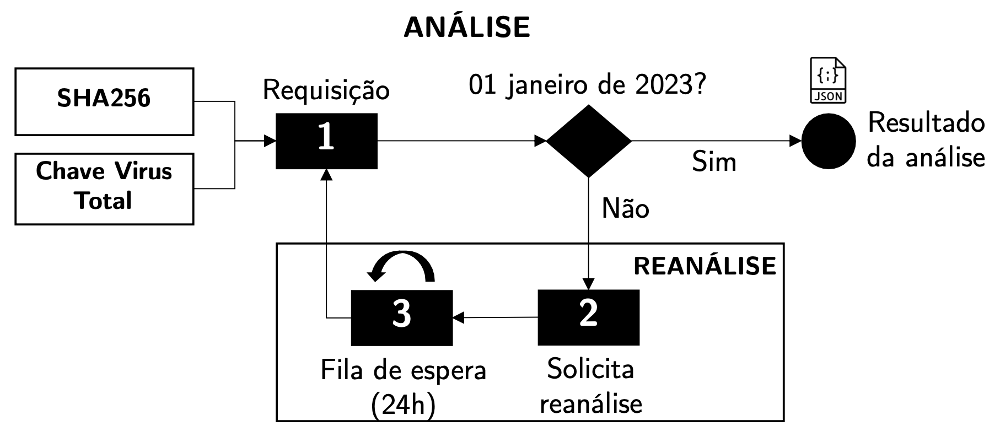 ANÁLISE
SHA256
Chave Virus
Total
Requisição
1
01 janeiro de 2023?
{;}
JSON
Resultado
da análise
Sim
Não
REANÁLISE
3
2
Fila de espera
(24h)
Solicita
reanálise